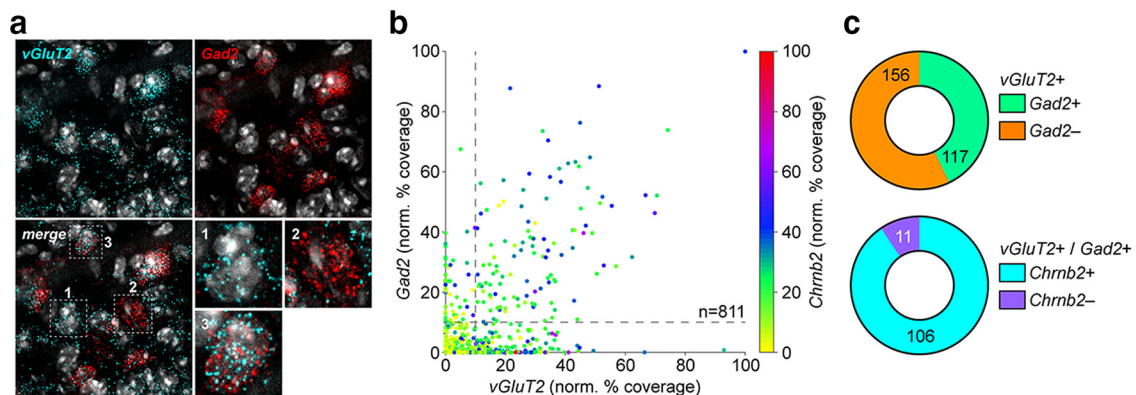 a
vGluT2
Gad2
merge
3
1
2
1
2
3
b
100
80
60
40
20
0
Gad2 (norm. % coverage)
0 20 40 60 80 100
vGluT2 (norm. % coverage)
n=811
100
80
60
40
20
0
Chrnb2 (norm. % coverage)
c
156
117
vGluT2+
Gad2+
Gad2–
11
106
vGluT2+ / Gad2+
Chrnb2+
Chrnb2–